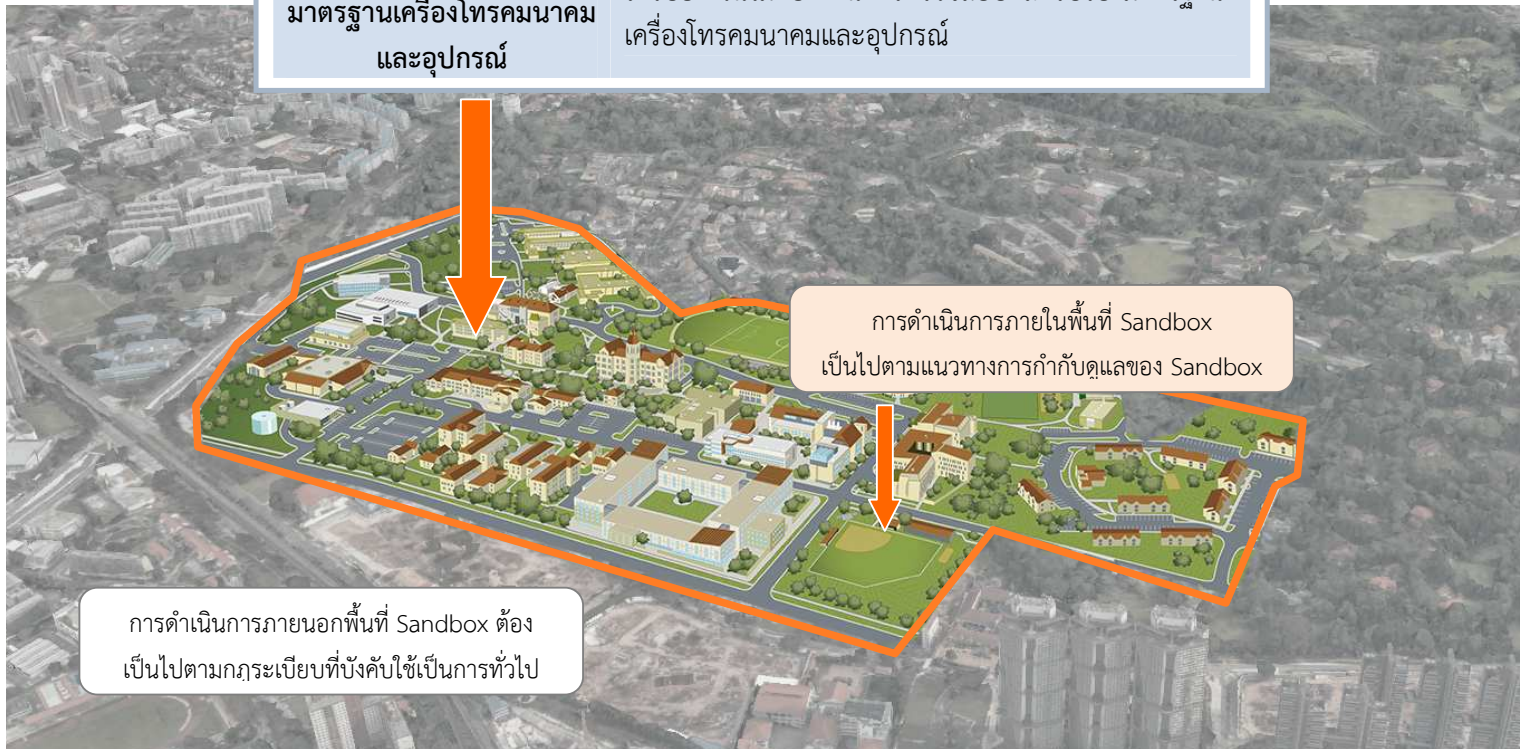 มาตรฐานเครื่องโทรคมนาคม
และอุปกรณ์
เครื่องโทรคมนาคมและอุปกรณ์
การดำเนินการภายในพื้นที่ Sandbox
เป็นไปตามแนวทางการกำกับดูแลของ Sandbox
การดำเนินการภายนอกพื้นที่ Sandbox ต้อง
เป็นไปตามกฎระเบียบที่บังคับใช้เป็นการทั่วไป